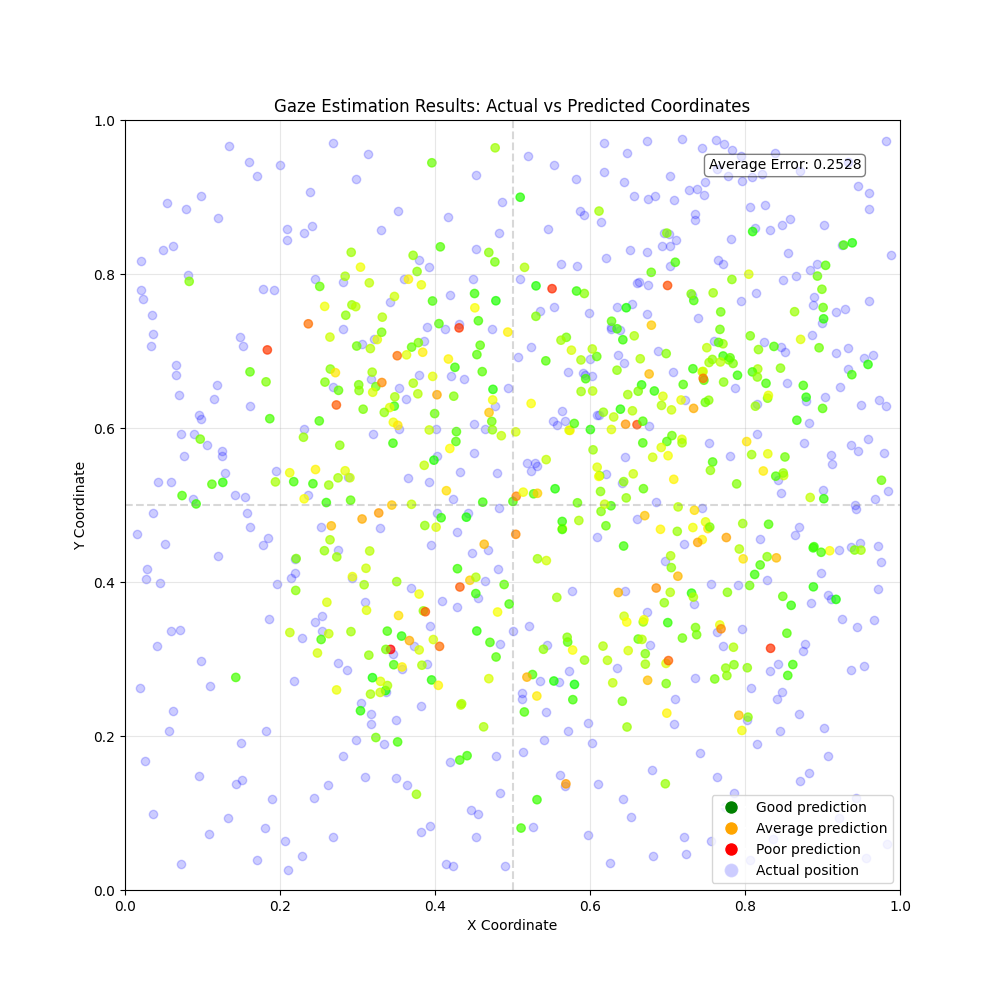 Gaze Estimation Results: Actual vs Predicted Coordinates
Average Error: 0.2528
Y Coordinate
1.0
0.8
0.6
0.4
0.2
0.0
0.0 0.2 0.4 0.6 0.8 1.0
X Coordinate
Good prediction
Average prediction
Poor prediction
Actual position